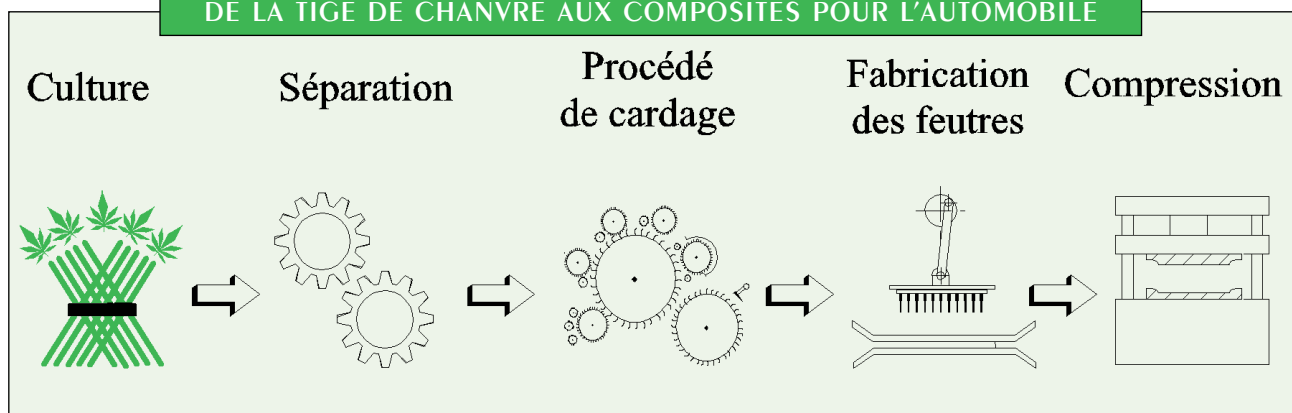 DE LA TIGE DE CHANVRE AUX COMPOSITES POUR L'AUTOMOBILE
Culture
Séparation
Procédé
de cardage
Fabrication
des feutres
Compression